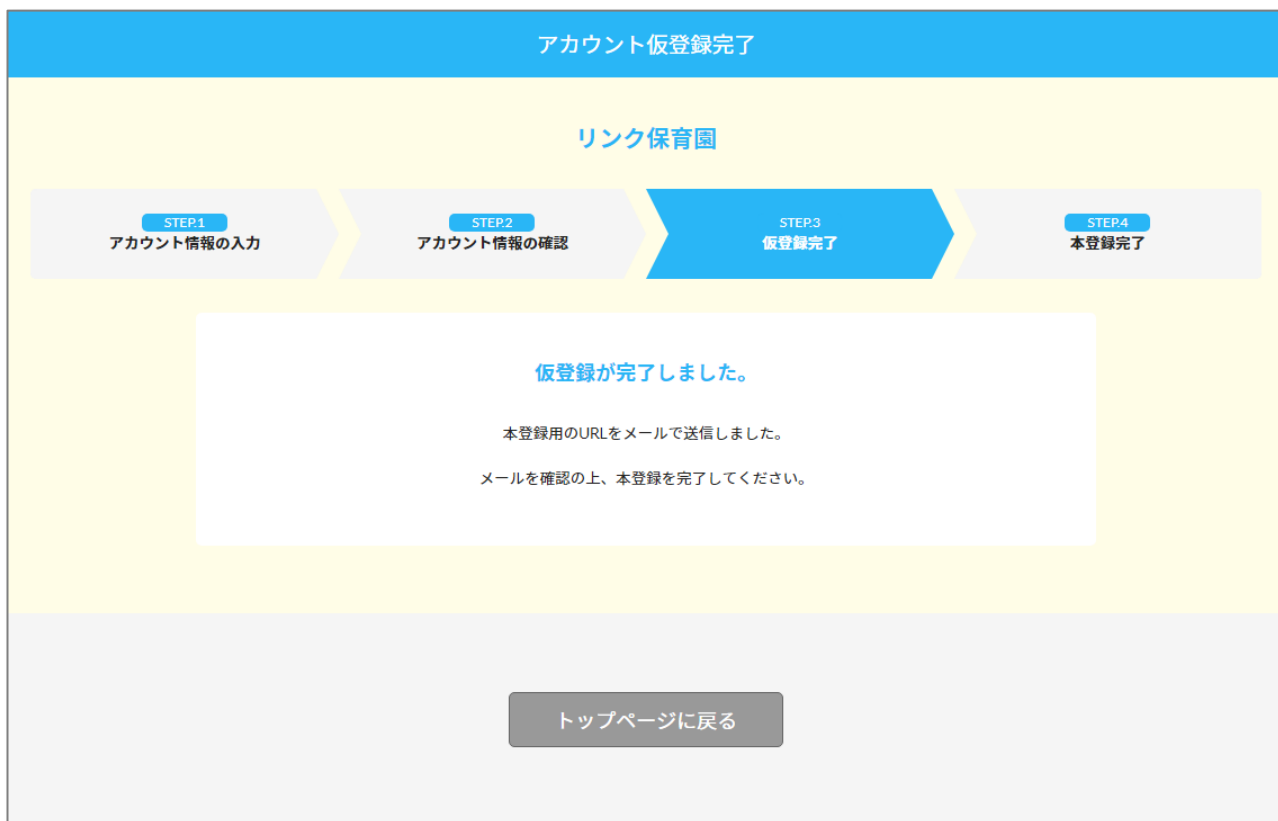 アカウント仮登録完了
リンク保育園
STEP.1
アカウント情報の入力
STEP.2
アカウント情報の確認
STEP.3
仮登録完了
STEP.4
本登録完了
仮登録が完了しました。
本登録用のURLをメールで送信しました。
メールを確認の上、本登録を完了してください。
トップページに戻る